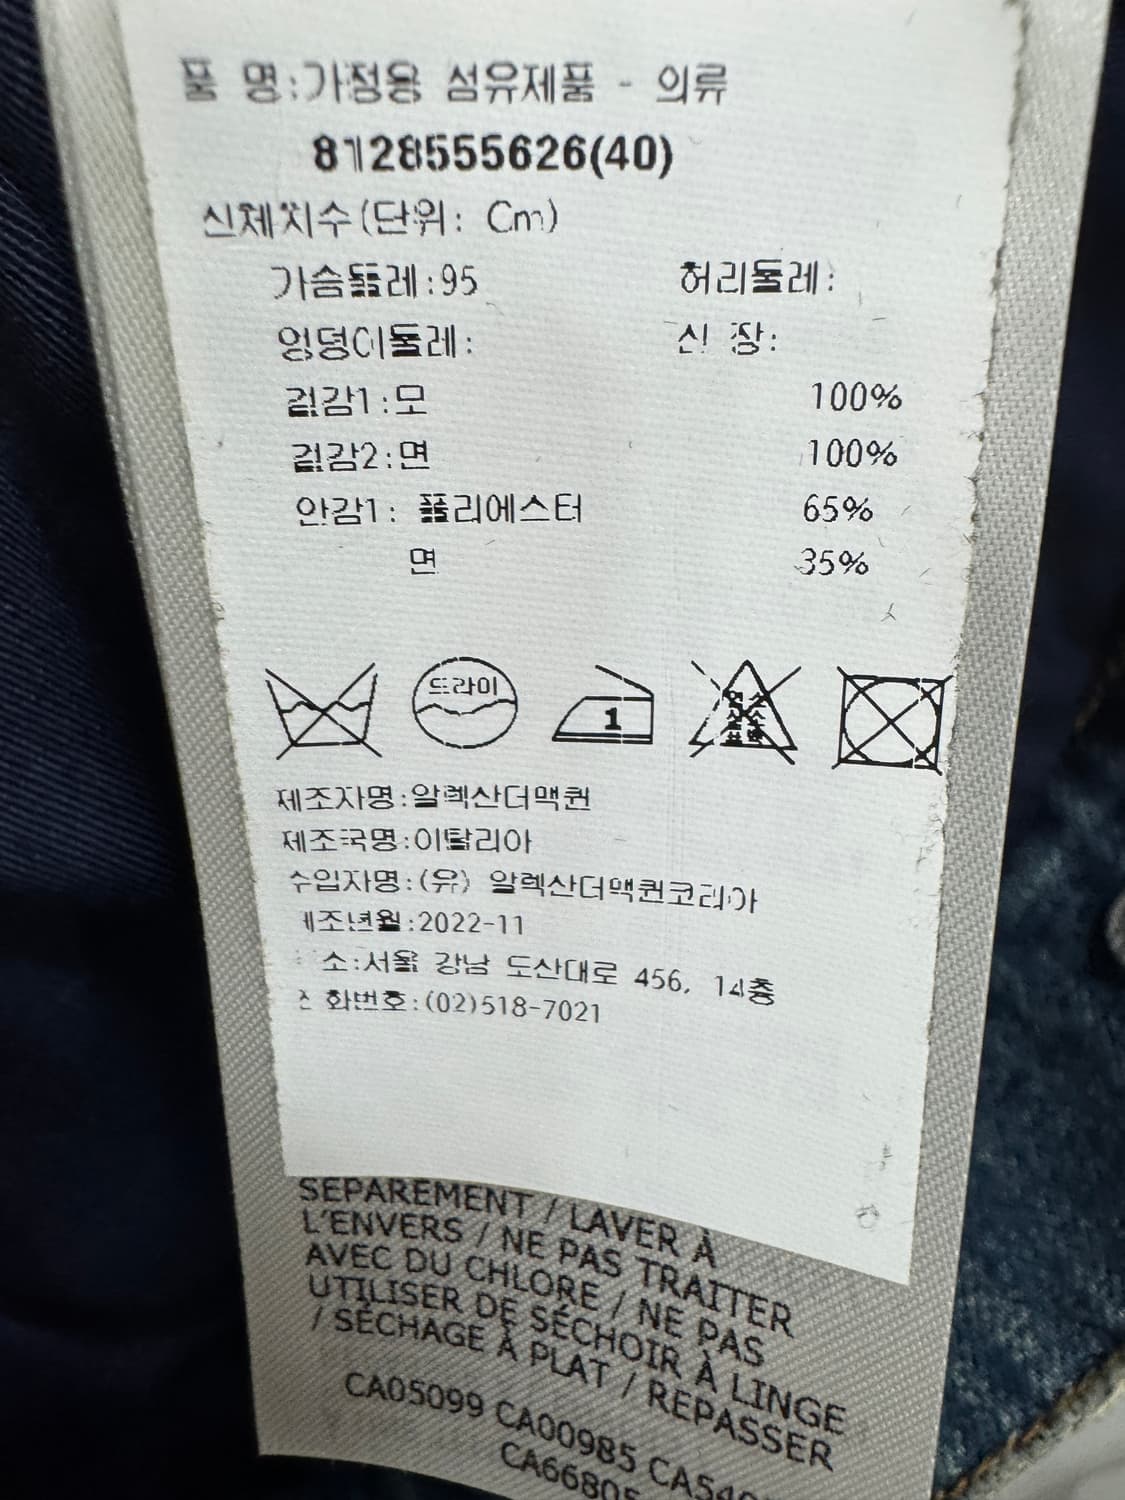 품 명:가정용 섬유제품 - 의류
8128555626(40)
신체치수(단위: Cm)
가슴둘레:95 허리둘레:
엉덩이둘레: 신 장:
겉감1:모 100%
겉감2:면 100%
안감1: 폴리에스터 65%
면 35%
드라이
1
제조자명:알렉산더맥퀸
제조국명:이탈리아
수입자명:(유) 알렉산더맥퀸코리아
제조년월:2022-11
소:서울 강남 도산대로 456, 14층
전 화번호:(02)518-7021
SÉPARÉMENT / LAVER À
L'ENVERS / NE PAS TRAITER
AVEC DU CHLORE / NE PAS
UTILISER DE SÉCHOIR À LINGE
/ SÉCHAGE À PLAT / REPASSER
CA05099 CA00985
CA66805